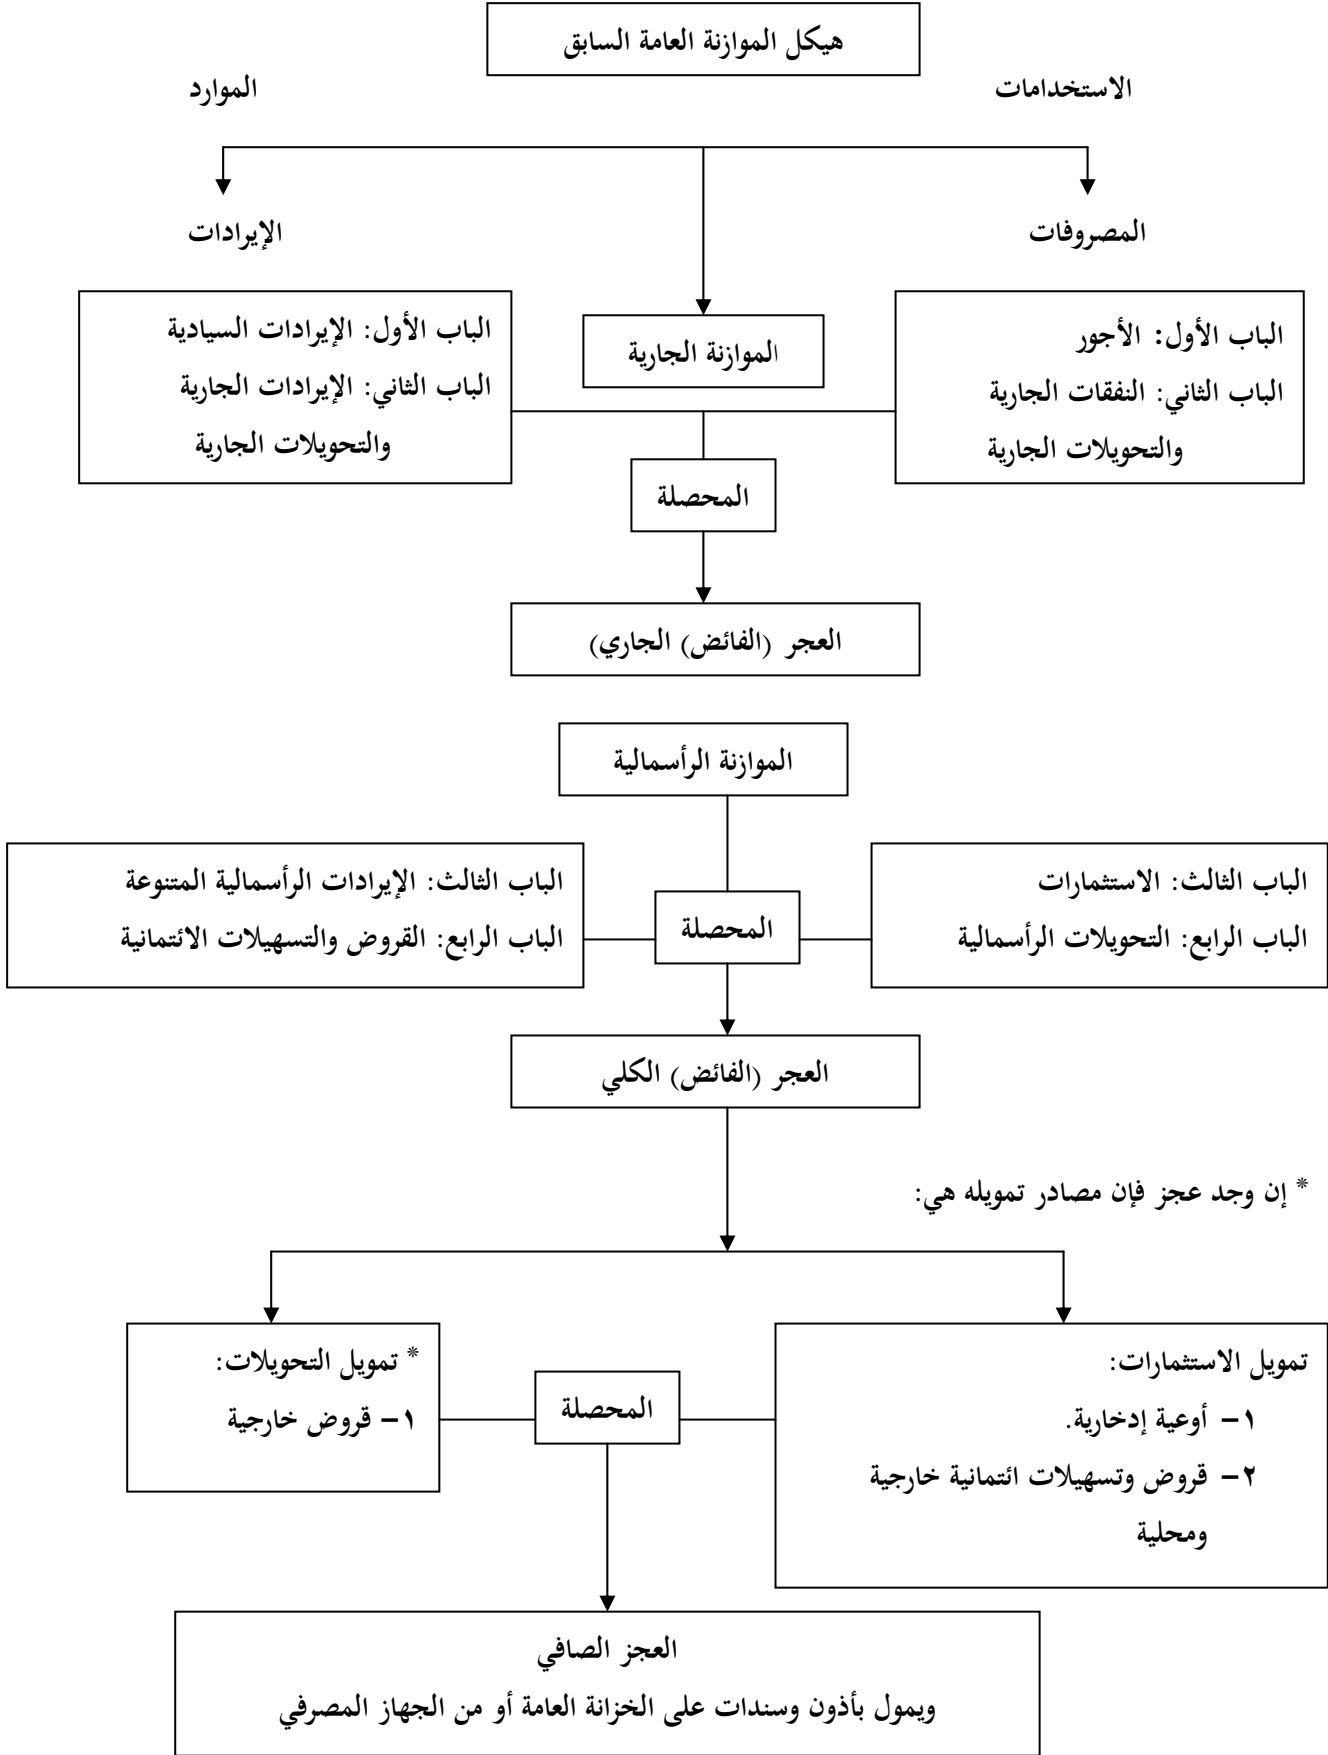 هيكل الموازنة العامة السابق
الاستخدامات
الموارد
المصروفات
الإيرادات
الباب الأول: الأجور
الباب الثاني: النفقات الجارية
والتحويلات الجارية
الموازنة الجارية
الباب الأول: الإيرادات السيادية
الباب الثاني: الإيرادات الجارية
والتحويلات الجارية
المحصلة
العجر (الفائض) الجاري)
الموازنة الرأسمالية
الباب الثالث: الاستثمارات
الباب الرابع: التحويلات الرأسمالية
المحصلة
الباب الثالث: الإيرادات الرأسمالية المتنوعة
الباب الرابع: القروض والتسهيلات الائتمانية
العجر (الفائض) الكلي
* إن وجد عجز فإن مصادر تمويله هي:
تمويل الاستثمارات:
١- أوعية إدخارية.
٢- قروض وتسهيلات ائتمانية خارجية
ومحلية
المحصلة
* تمويل التحويلات:
١- قروض خارجية
العجز الصافي
ويمول بأذون وسندات على الخزانة العامة أو من الجهاز المصرفي